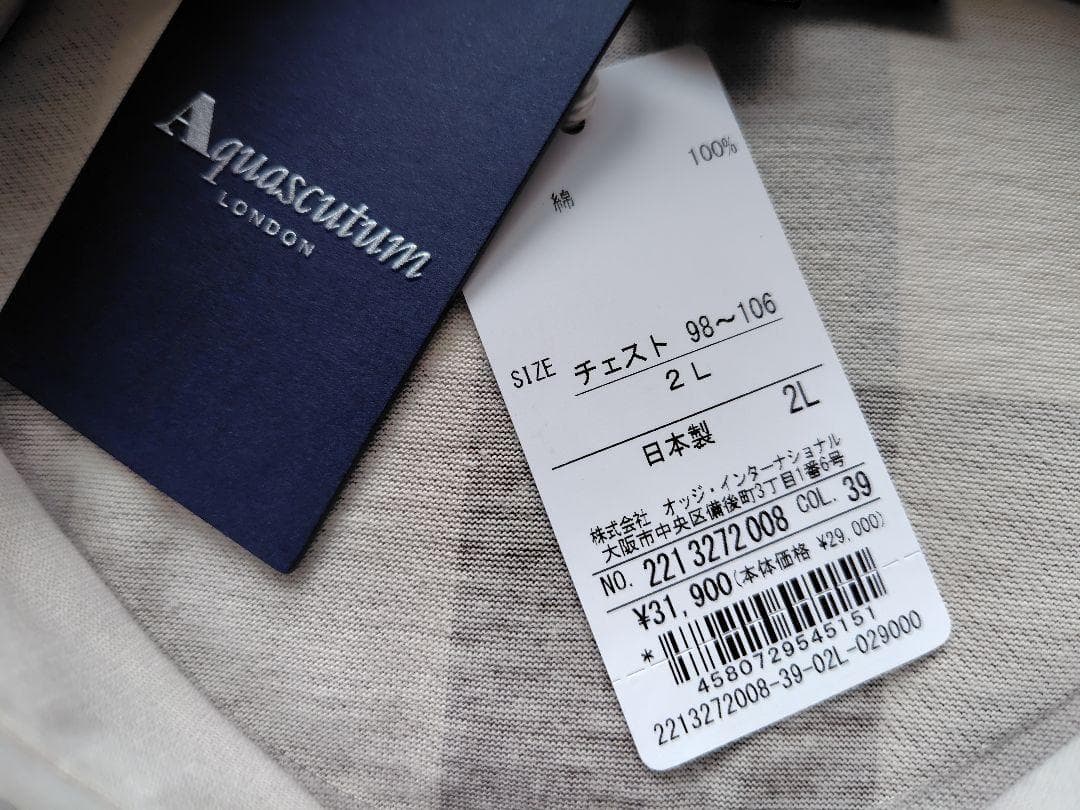 Aquascutum
LONDON
綿 100%
SIZE チェスト 98～106
2L
2L
日本製
株式会社 オッジ・インターナショナル
大阪市中央区備後町3丁目1番6号
NO. 2213272008 COL. 39
¥31,900(本体価格 ¥29,000)
*
4580729545151
2213272008-39-02L-029000